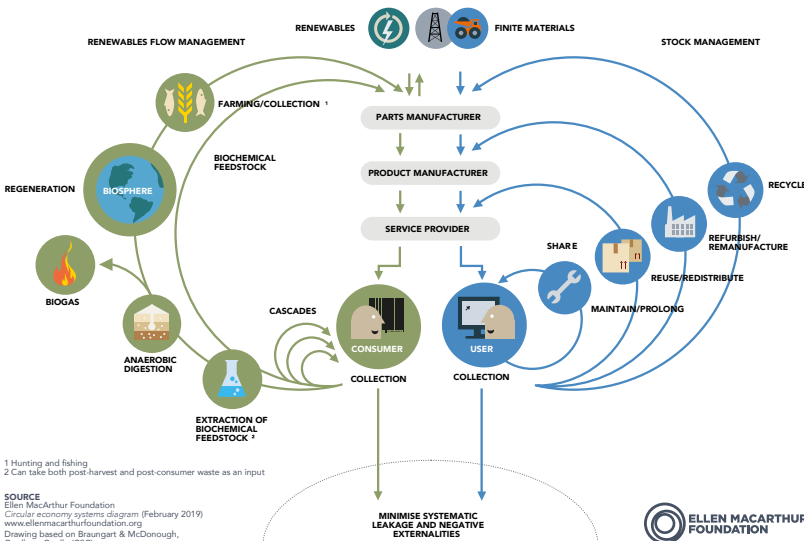 RENEWABLES
FINITE MATERIALS
RENEWABLES FLOW MANAGEMENT
STOCK MANAGEMENT
FARMING/COLLECTION 1
PARTS MANUFACTURER
BIOCHEMICAL
FEEDSTOCK
PRODUCT MANUFACTURER
REGENERATION
BIOSPHERE
RECYCLE
SERVICE PROVIDER
SHARE
REFURBISH/
REMANUFACTURE
REUSE/REDISTRIBUTE
BIOGAS
CASCADES
MAINTAIN/PROLONG
CONSUMER
USER
ANAEROBIC
DIGESTION
COLLECTION
COLLECTION
EXTRACTION OF
BIOCHEMICAL
FEEDSTOCK 2
1 Hunting and fishing
2 Can take both post-harvest and post-consumer waste as an input
SOURCE
Ellen MacArthur Foundation
Circular economy systems diagram (February 2019)
www.ellenmacarthurfoundation.org
Drawing based on Braungart & McDonough,
MINIMISE SYSTEMATIC
LEAKAGE AND NEGATIVE
EXTERNALITIES
ELLEN MACARTHUR
FOUNDATION